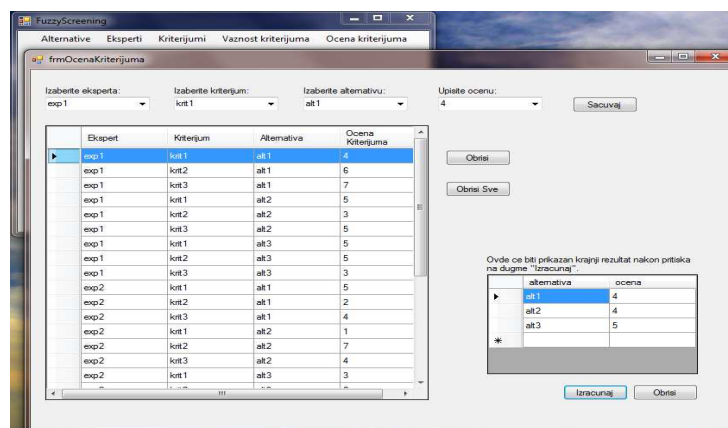 FuzzyScreening
Alternative Eksperti Kriterijumi Vaznost kriterijuma Ocena kriterijuma
frmOcenaKriterijuma
Izaberite eksperta: Izaberite kriterijum: Izaberite alternativu: Upisite ocenu:
exp1 krit1 alt1 4 Sacuvaj
Ekspert Kriterijum Alternativa Ocena Kriterijuma
exp1 krit1 alt1 4
exp1 krit2 alt1 6
exp1 krit3 alt1 7
exp1 krit1 alt2 5
exp1 krit2 alt2 3
exp1 krit3 alt2 5
exp1 krit1 alt3 5
exp1 krit2 alt3 5
exp1 krit3 alt3 3
exp2 krit1 alt1 5
exp2 krit2 alt1 2
exp2 krit3 alt1 4
exp2 krit1 alt2 1
exp2 krit2 alt2 7
exp2 krit3 alt2 4
exp2 krit1 alt3 3
Obrisi
Obrisi Sve
Ovde ce biti prikazan krajnji rezultat nakon pritiska
na dugme "Izracunaj".
alternativa ocena
alt1 4
alt2 4
alt3 5
Izracunaj Obrisi